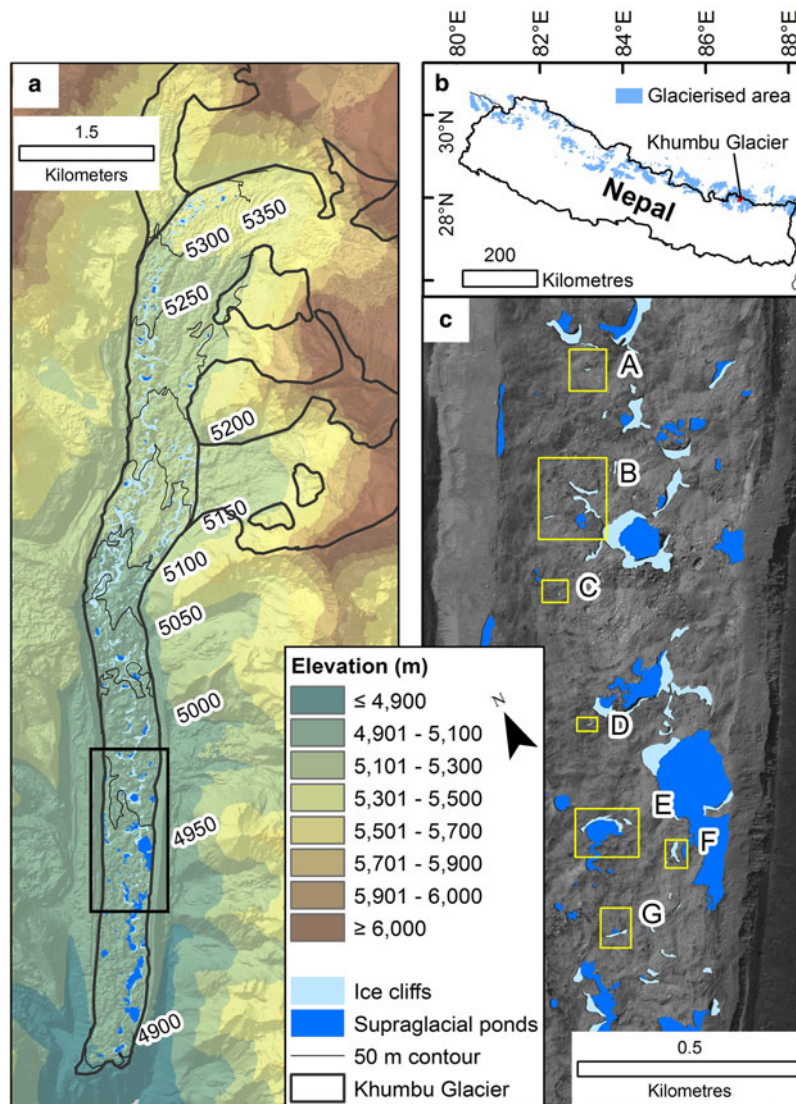 a
1.5
Kilometers
5350
5300
5250
5200
5150
5100
5050
5000
4950
4900
80°E
82°E
84°E
86°E
88°E
b
Glacierised area
Khumbu Glacier
30°N
28°N
Nepal
200
Kilometres
c
A
B
C
D
E
F
G
0.5
Kilometres
Elevation (m)
N
≤ 4,900
4,901 - 5,100
5,101 - 5,300
5,301 - 5,500
5,501 - 5,700
5,701 - 5,900
5,901 - 6,000
≥ 6,000
Ice cliffs
Supraglacial ponds
50 m contour
Khumbu Glacier